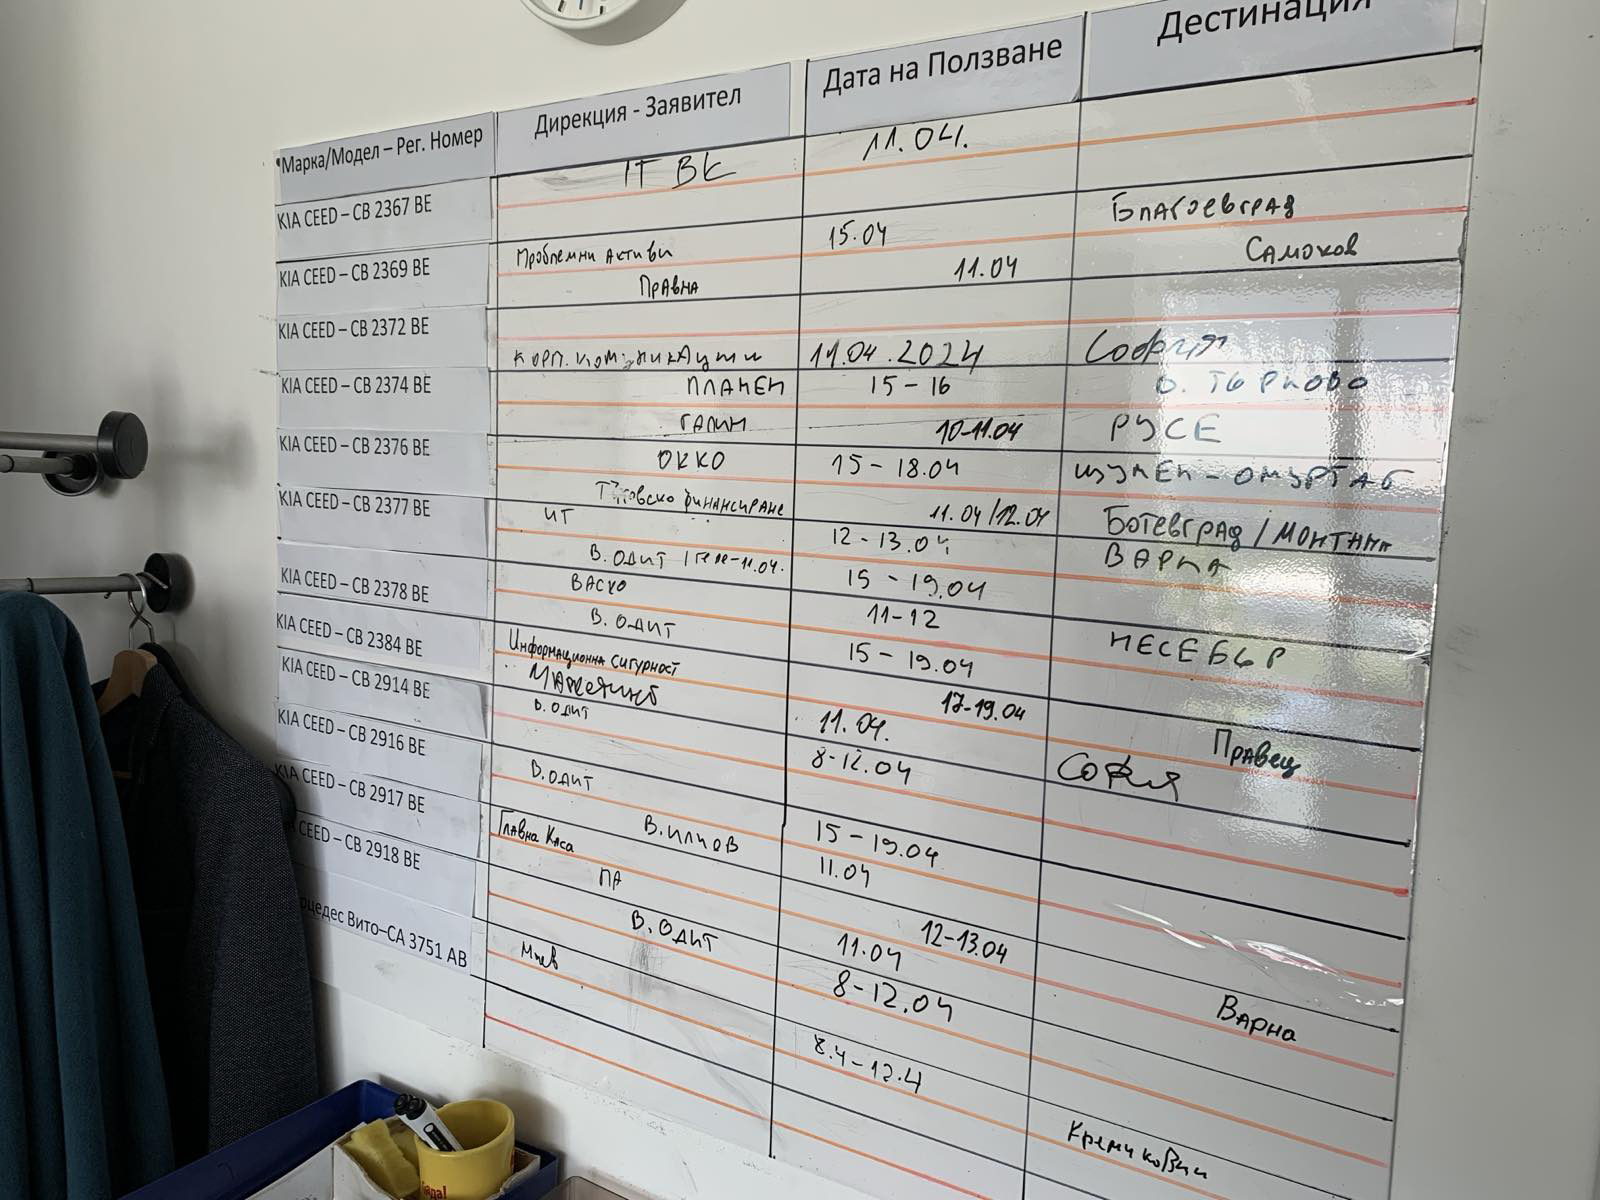 Марка/Модел – Рег. Номер
Дирекция - Заявител
Дата на Ползване
Дестинация
KIA CEED – CB 2367 BE
IT ВК
11.04.
KIA CEED – CB 2369 BE
Проблемни Активи
15.04
Благоевград
Правна
11.04
Самоков
KIA CEED – CB 2372 BE
Корп. комуникации
11.04.2024
София
KIA CEED – CB 2374 BE
ПЛАМЕН
15 – 16
В. ТЪРНОВО
ГАЛИН
10-11.04
РУСЕ
KIA CEED – CB 2376 BE
ОККО
15 – 18.04
ШУМЕН – ОМУРТАГ
Търговско финансиране
11.04/12.04
БОТЕВГРАД / МОНТАНА
KIA CEED – CB 2377 BE
ИТ
12 – 13.04
ВАРНА
В. ОДИТ
-11.04.
15 – 19.04
KIA CEED – CB 2378 BE
ВАСКО
11-12
НЕСЕБЪР
В. ОДИТ
15 – 19.04
KIA CEED – CB 2384 BE
Информационна сигурност
17-19.04
Правец
KIA CEED – CB 2914 BE
Маркетинг
11.04.
София
В. ОДИТ
8-12.04
KIA CEED – CB 2916 BE
В. ОДИТ
15 – 19.04
KIA CEED – CB 2917 BE
В. ИЛИЕВ
11.04
Главна Каса
12-13.04
Варна
CEED – CB 2918 BE
ПА
11.04
В. ОДИТ
8-12.04
рцедес Вито–CA 3751 AB
8.4 – 12.4
Кремиковци